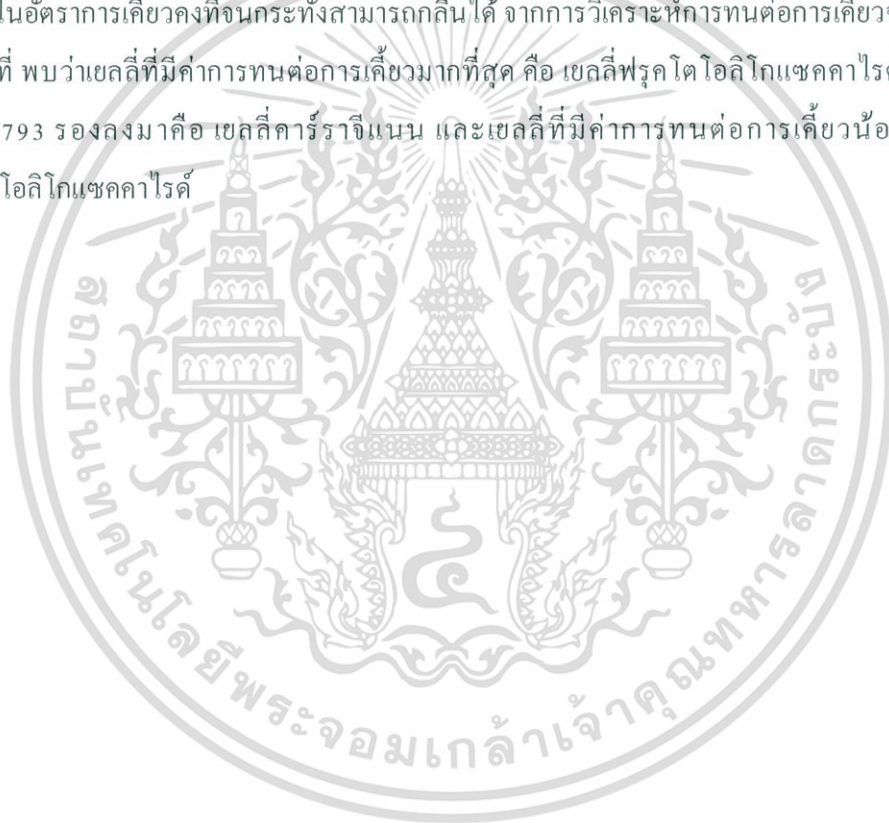 ในอัตราการเคี้ยวคงที่จนกระทั่งสามารถกลืนได้ จากการวิเคราะห์การทนต่อการเคี้ยว
ที่ พบว่าเยลลี่ที่มีค่าการทนต่อการเคี้ยวมากที่สุด คือ เยลลี่ฟรุคโตโอลิโกแซคคาไรด์
793 รองลงมาคือ เยลลี่คาร์ราจีแนน และเยลลี่ที่มีค่าการทนต่อการเคี้ยวน้อ
โอลิโกแซคคาไรด์
สถาบันเทคโนโลยีพระจอมเกล้าเจ้าคุณทหารลาดกระบัง